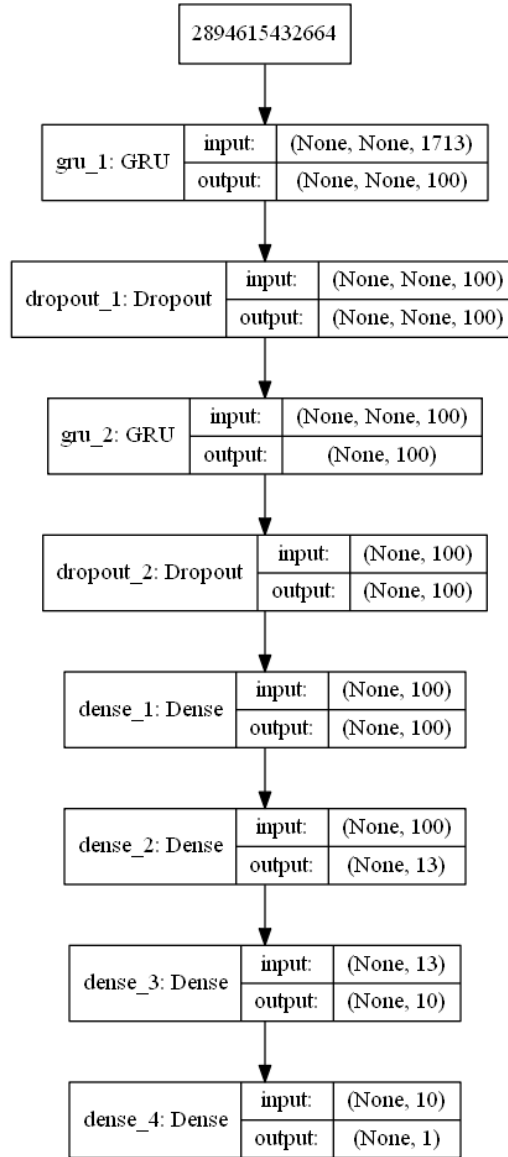 2894615432664
gru_1: GRU
input: (None, None, 1713)
output: (None, None, 100)
dropout_1: Dropout
input: (None, None, 100)
output: (None, None, 100)
gru_2: GRU
input: (None, None, 100)
output: (None, 100)
dropout_2: Dropout
input: (None, 100)
output: (None, 100)
dense_1: Dense
input: (None, 100)
output: (None, 100)
dense_2: Dense
input: (None, 100)
output: (None, 13)
dense_3: Dense
input: (None, 13)
output: (None, 10)
dense_4: Dense
input: (None, 10)
output: (None, 1)